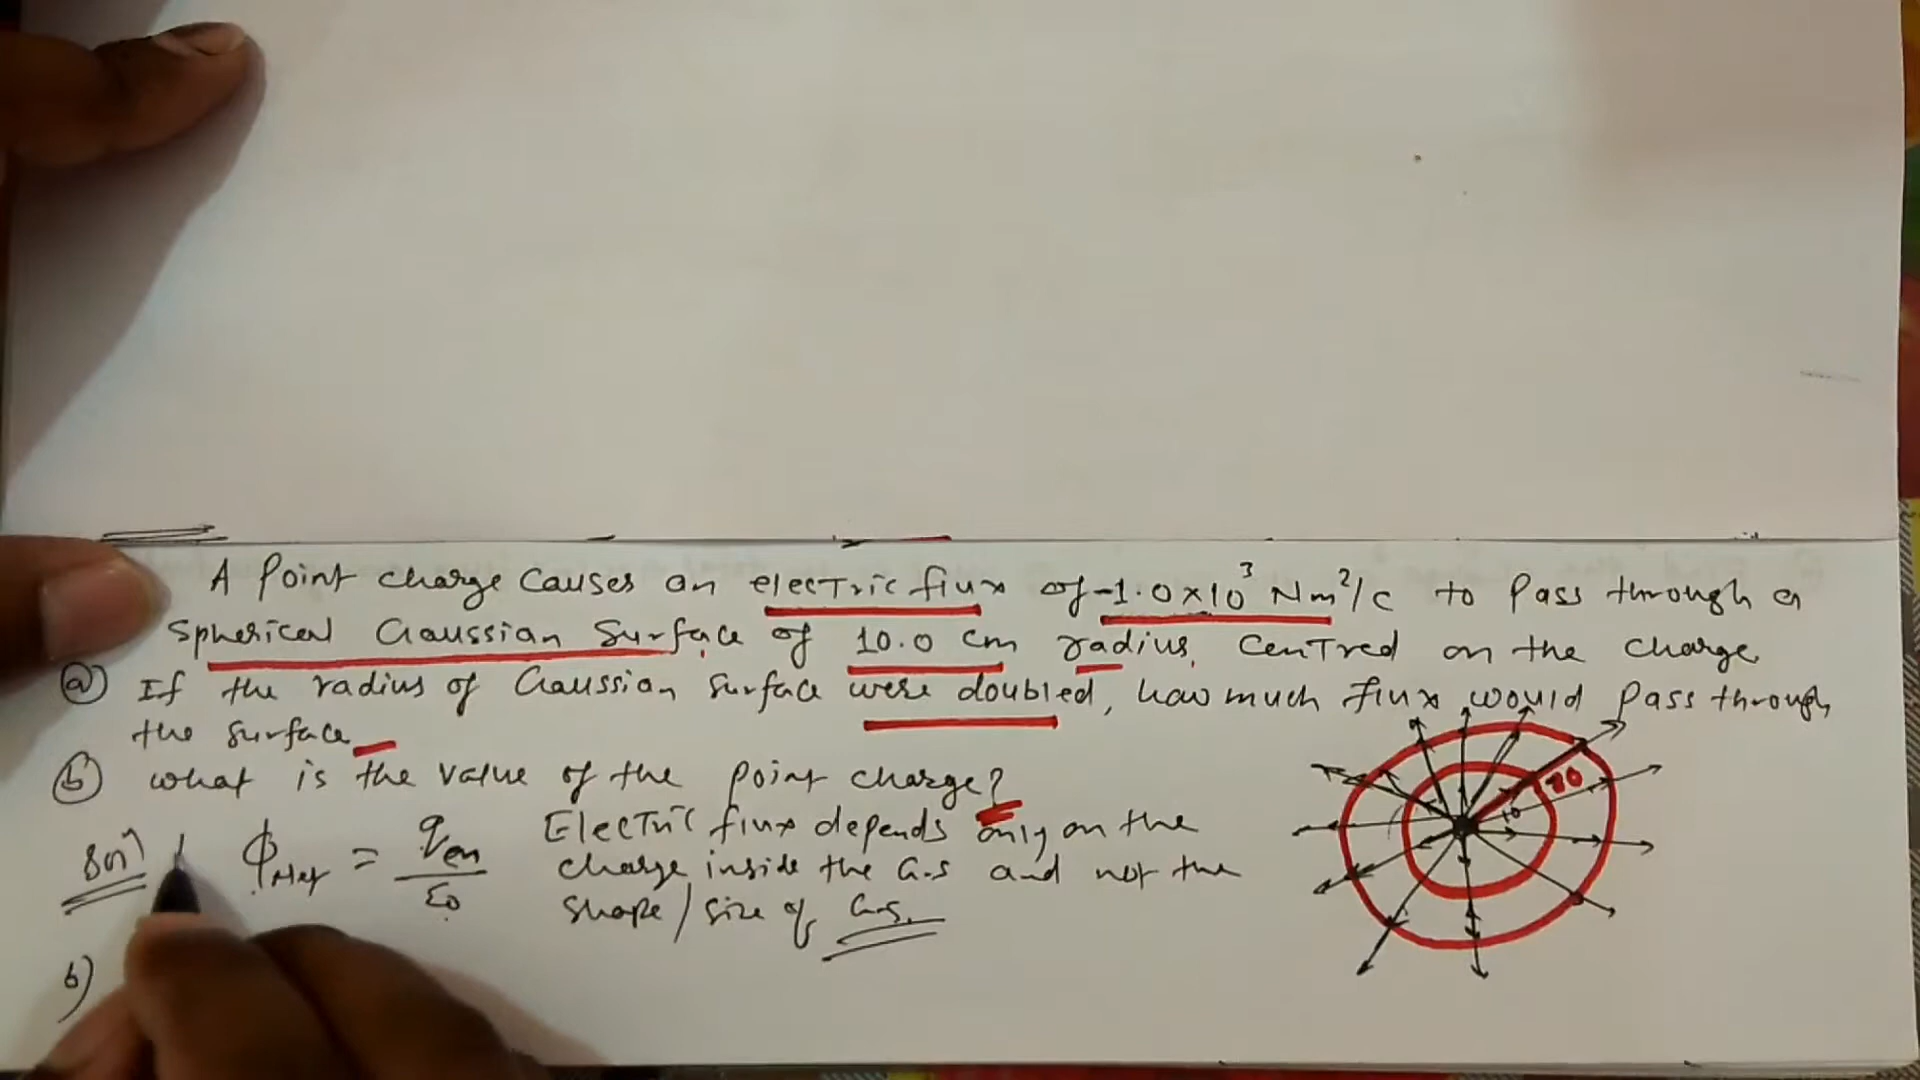 A Point charge causes an electric flux of -1.0×10³ Nm²/c to pass through a
spherical Gaussian surface of 10.0 cm radius, centred on the charge.
(a) If the radius of Gaussian surface were doubled, how much flux would pass through
the surface
(b) what is the value of the point charge?
Soln ϕ = qen/ε0
Electric flux depends only on the
charge inside the G.S and not the
shape/size of G.S.
b)
10
20